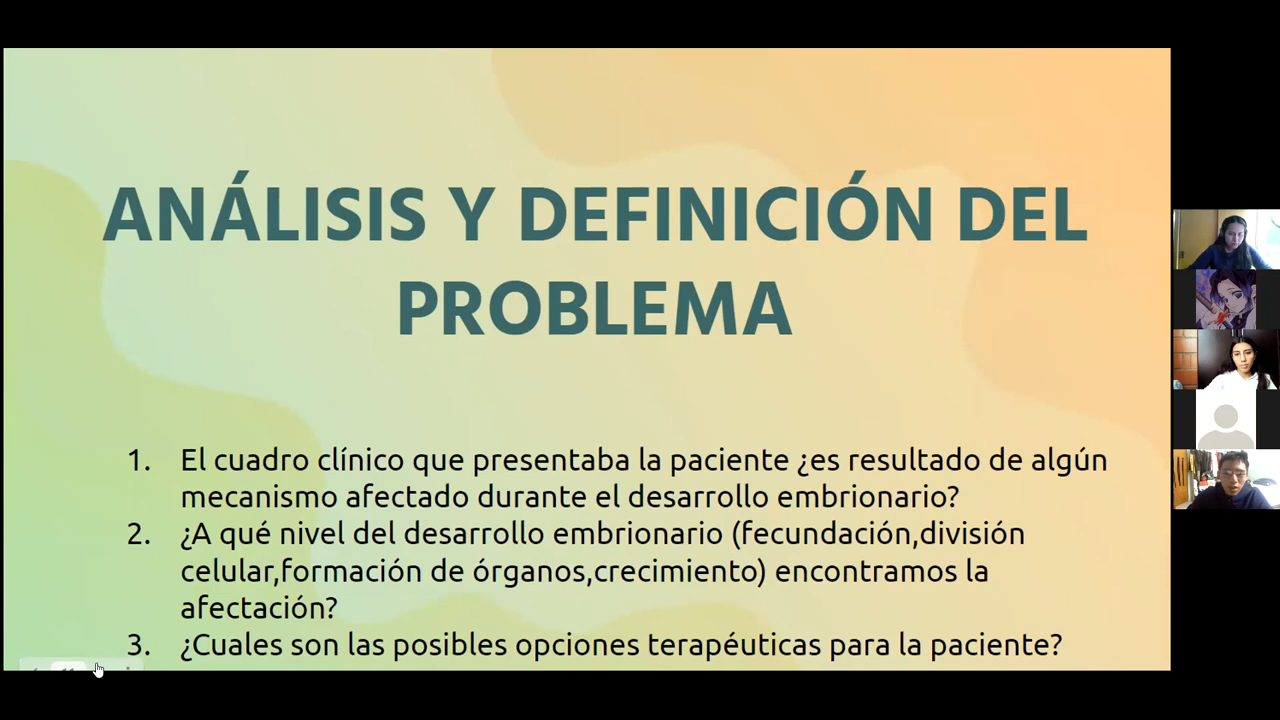 ANÁLISIS Y DEFINICIÓN DEL
PROBLEMA
1. El cuadro clínico que presentaba la paciente ¿es resultado de algún
mecanismo afectado durante el desarrollo embrionario?
2. ¿A qué nivel del desarrollo embrionario (fecundación,división
celular,formación de órganos,crecimiento) encontramos la
afectación?
3. ¿Cuales son las posibles opciones terapéuticas para la paciente?